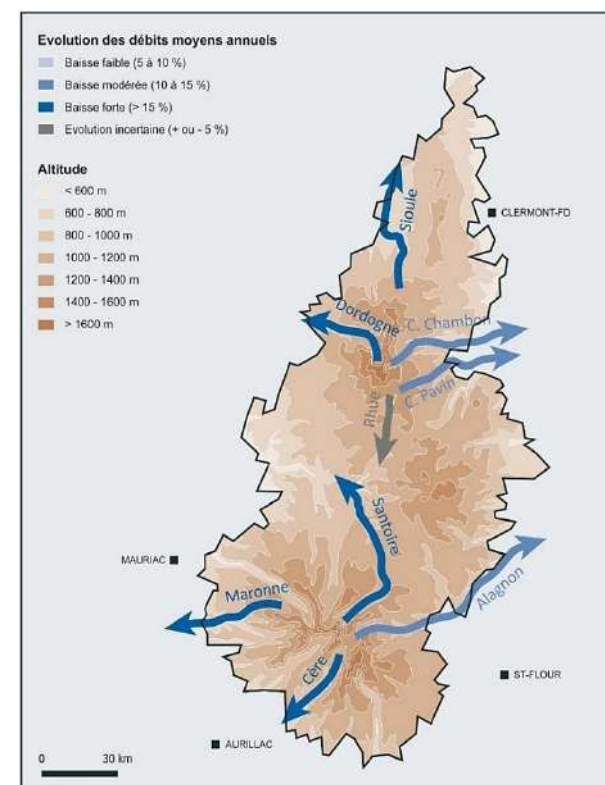 Evolution des débits moyens annuels
Baisse faible (5 à 10 %)
Baisse modérée (10 à 15 %)
Baisse forte (> 15 %)
Evolution incertaine (+ ou - 5 %)
Altitude
< 600 m
600 - 800 m
800 - 1000 m
1000 - 1200 m
1200 - 1400 m
1400 - 1600 m
> 1600 m
Sioule
CLERMONT-FD
Dordogne
C. Chambon
C. Pavin
Rhue
Santoire
MAURIAC
Maronne
Alagnon
Cère
ST-FLOUR
AURILLAC
0 30 km